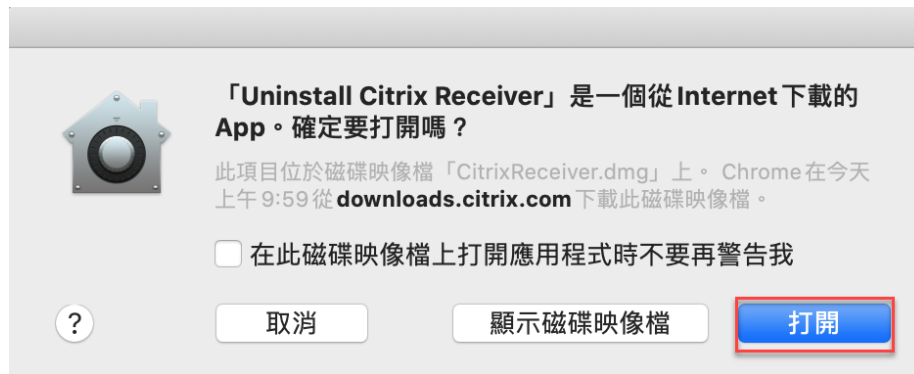 「Uninstall Citrix Receiver」是一個從 Internet 下載的
App。確定要打開嗎？
此項目位於磁碟映像檔「CitrixReceiver.dmg」上。 Chrome 在今天
上午 9:59 從 downloads.citrix.com 下載此磁碟映像檔。
在此磁碟映像檔上打開應用程式時不要再警告我
? 取消 顯示磁碟映像檔 打開